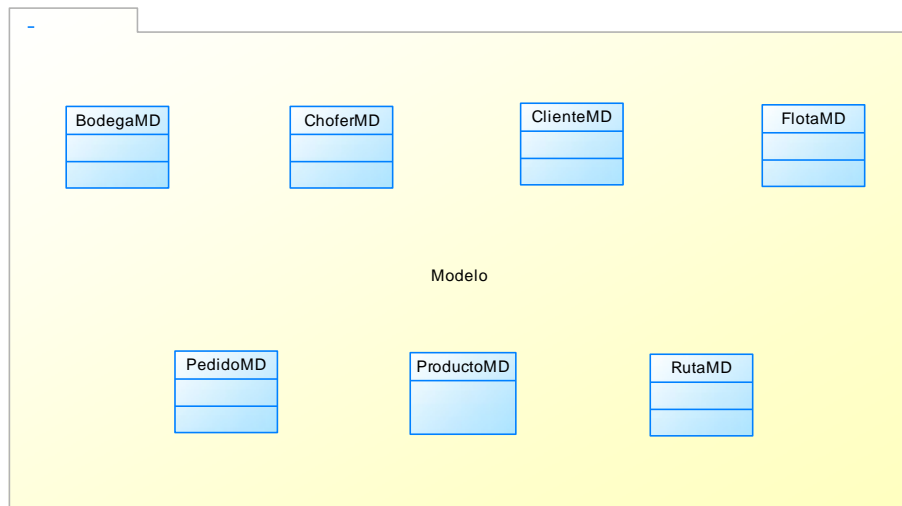 BodegaMD
ChoferMD
ClienteMD
FlotaMD
Modelo
PedidoMD
ProductoMD
RutaMD